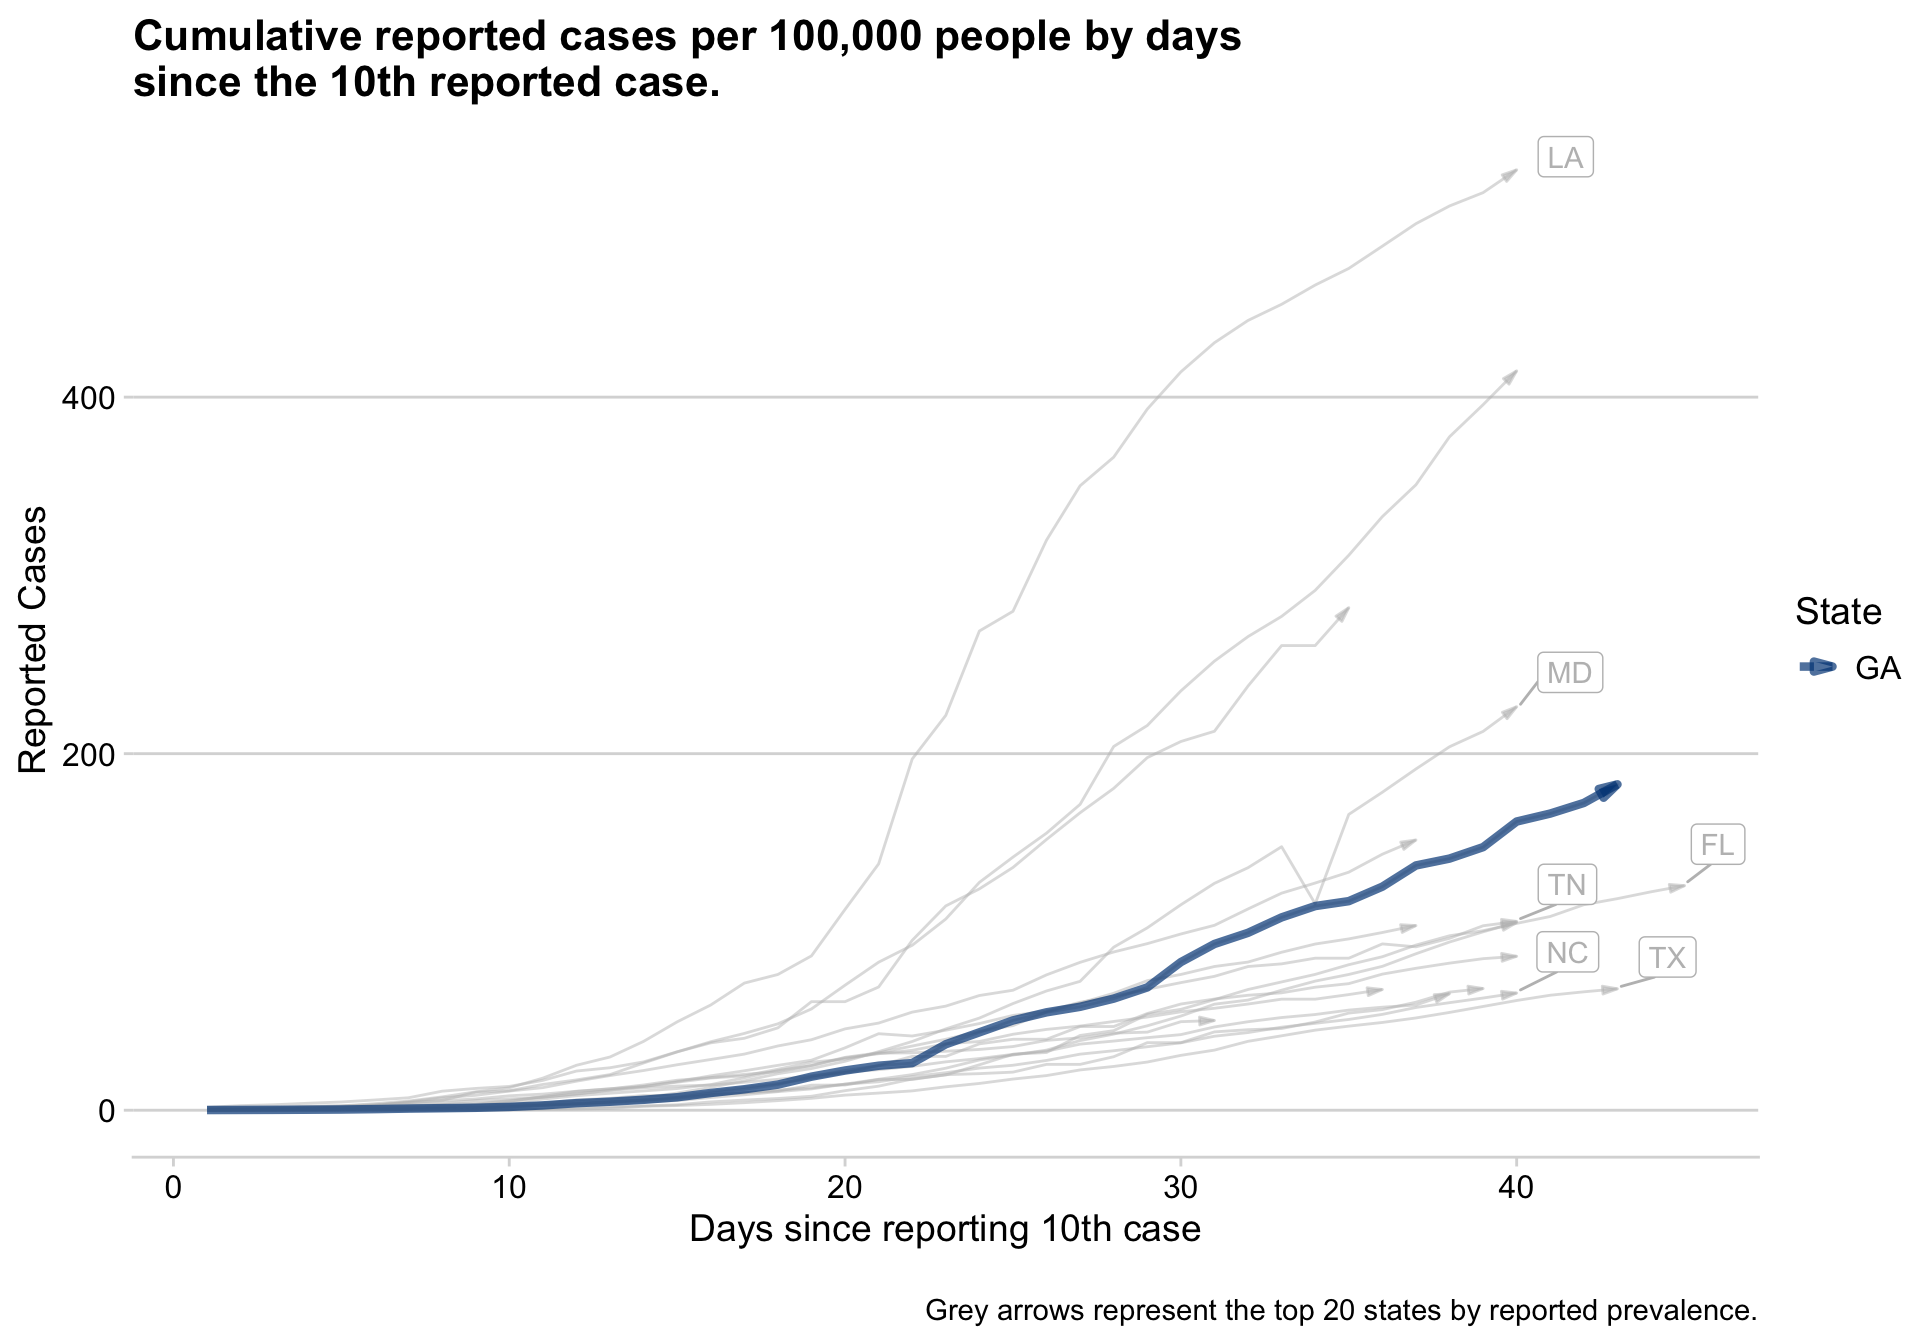 Cumulative reported cases per 100,000 people by days
since the 10th reported case.
LA
400
MD
200
FL
TN
NC
TX
0
0 10 20 30 40
Reported Cases
Days since reporting 10th case
State
GA
Grey arrows represent the top 20 states by reported prevalence.